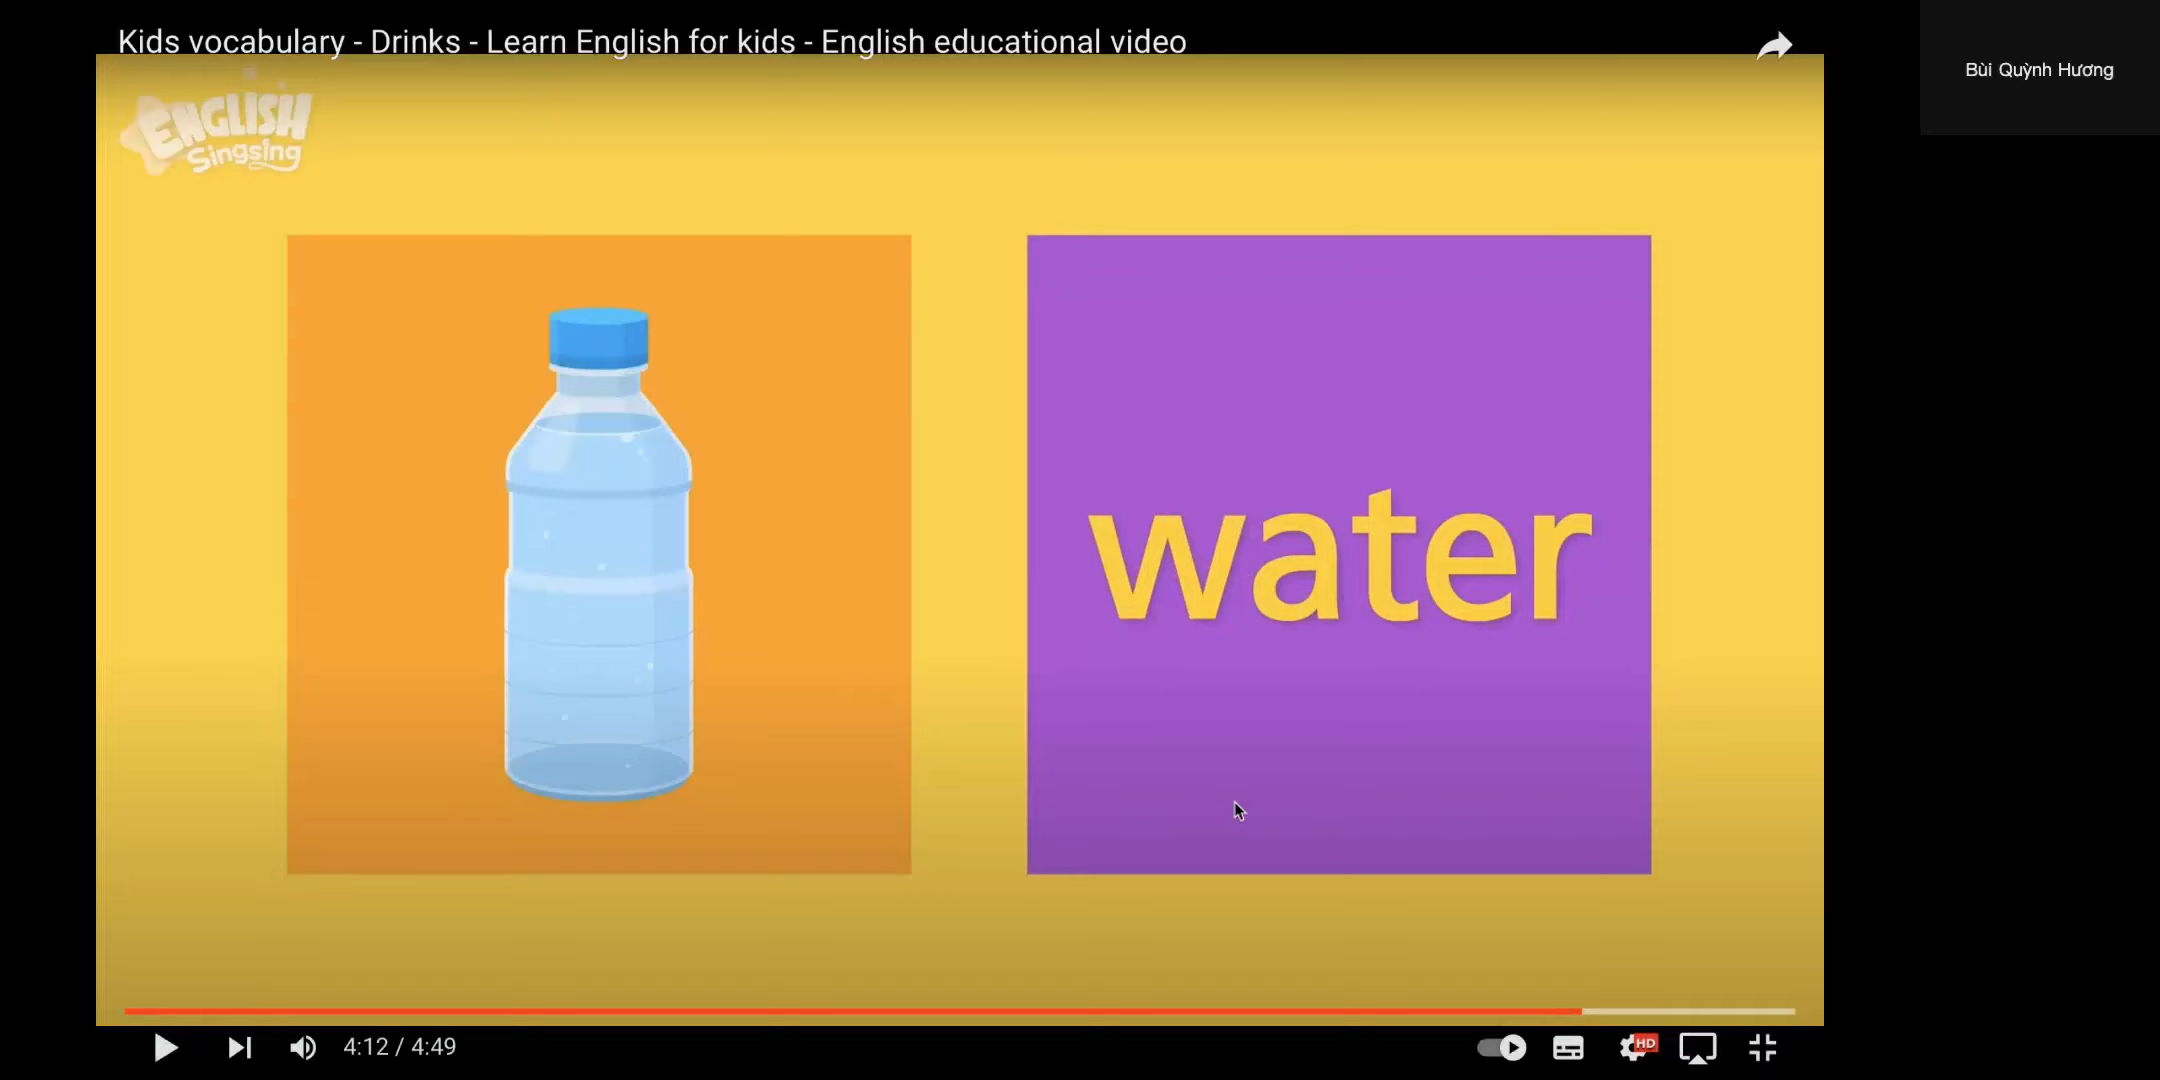 Kids vocabulary - Drinks - Learn English for kids - English educational video
Bùi Quỳnh Hương
ENGLISH
Singsing
water
4:12 / 4:49
HD